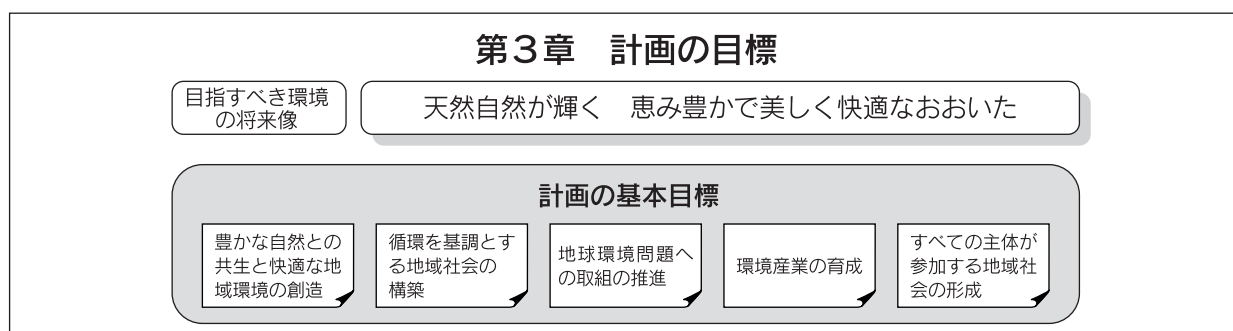 第３章　計画の目標
目指すべき環境
の将来像
天然自然が輝く　恵み豊かで美しく快適なおおいた
計画の基本目標
豊かな自然との
共生と快適な地
域環境の創造
循環を基調とす
る地域社会の
構築
地球環境問題へ
の取組の推進
環境産業の育成
すべての主体が
参加する地域社
会の形成